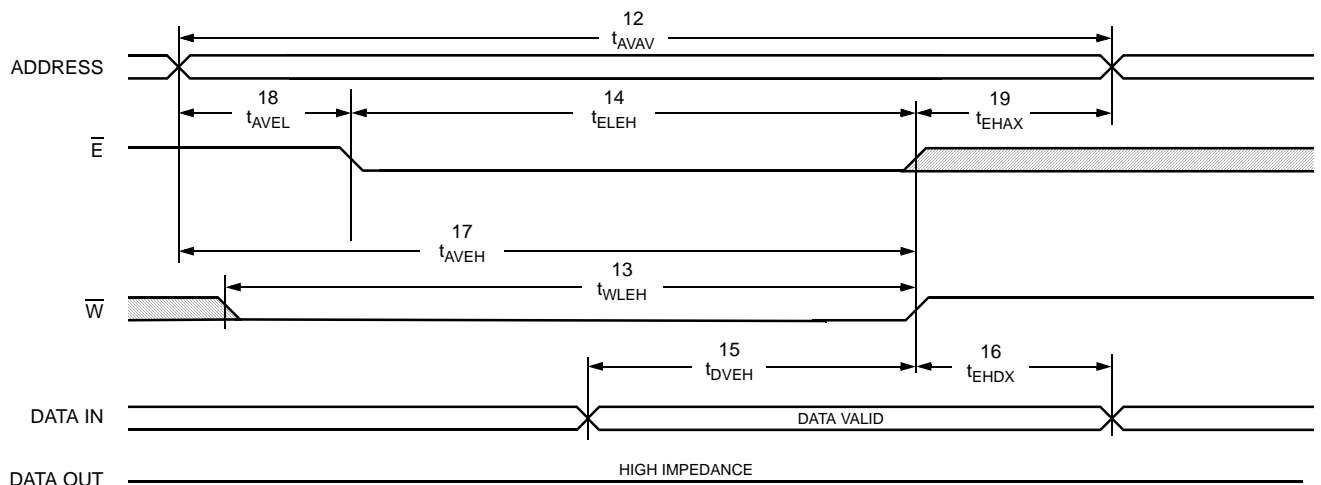 12
tAVAV
ADDRESS
18
tAVEL
14
tELEH
19
tEHAX
E
17
tAVEH
13
tWLEH
W
15
tDVEH
16
tEHDX
DATA IN
DATA VALID
DATA OUT
HIGH IMPEDANCE